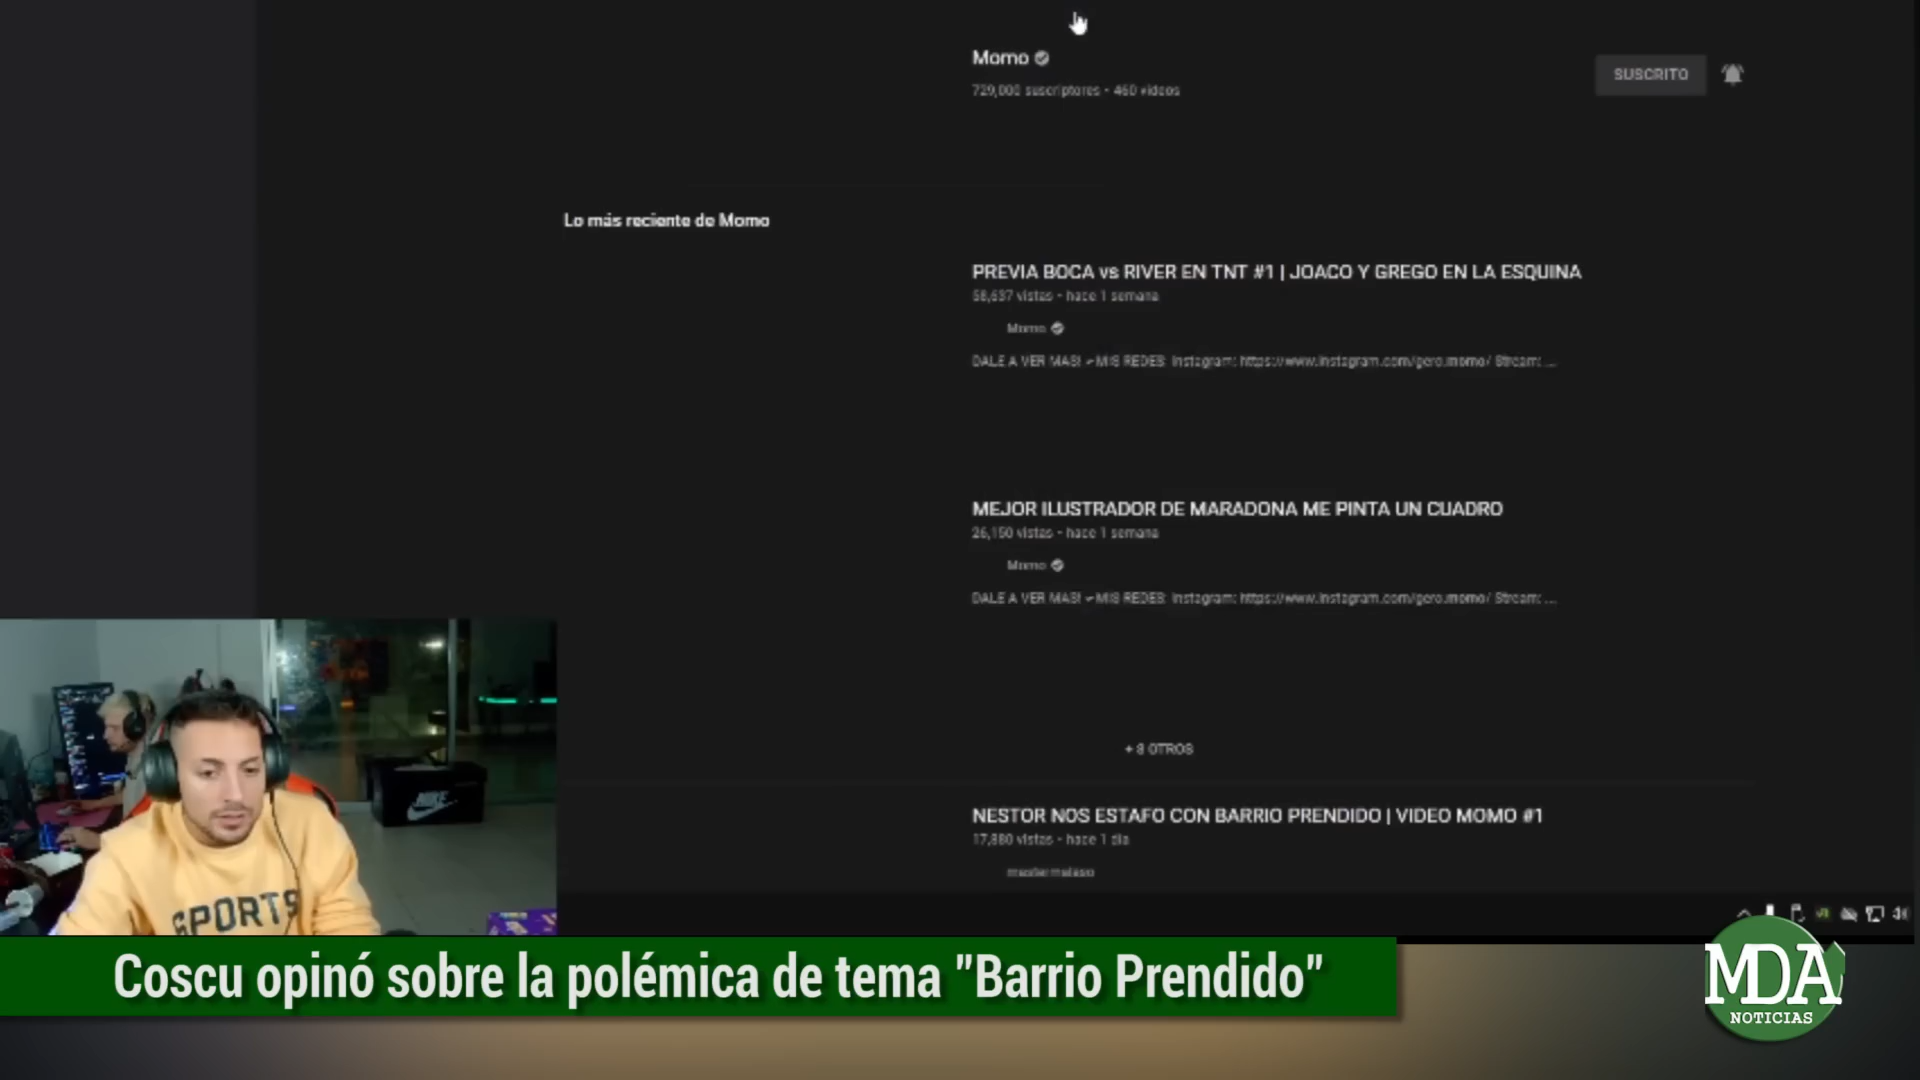 Momo
729,000 suscriptores • 460 videos
SUSCRITO
Lo más reciente de Momo
PREVIA BOCA vs RIVER EN TNT #1 | JOACO Y GREGO EN LA ESQUINA
58,637 vistas • hace 1 semana
Momo
DALE A VER MAS! MIS REDES: Instagram: https://www.instagram.com/gero.momo/ Stream: ...
MEJOR ILUSTRADOR DE MARADONA ME PINTA UN CUADRO
26,150 vistas • hace 1 semana
Momo
DALE A VER MAS! MIS REDES: Instagram: https://www.instagram.com/gero.momo/ Stream: ...
+ 8 OTROS
NESTOR NOS ESTAFO CON BARRIO PRENDIDO | VIDEO MOMO #1
17,880 vistas • hace 1 día
NIKE
SPORTS
Coscu opinó sobre la polémica de tema "Barrio Prendido"
MDA
NOTICIAS